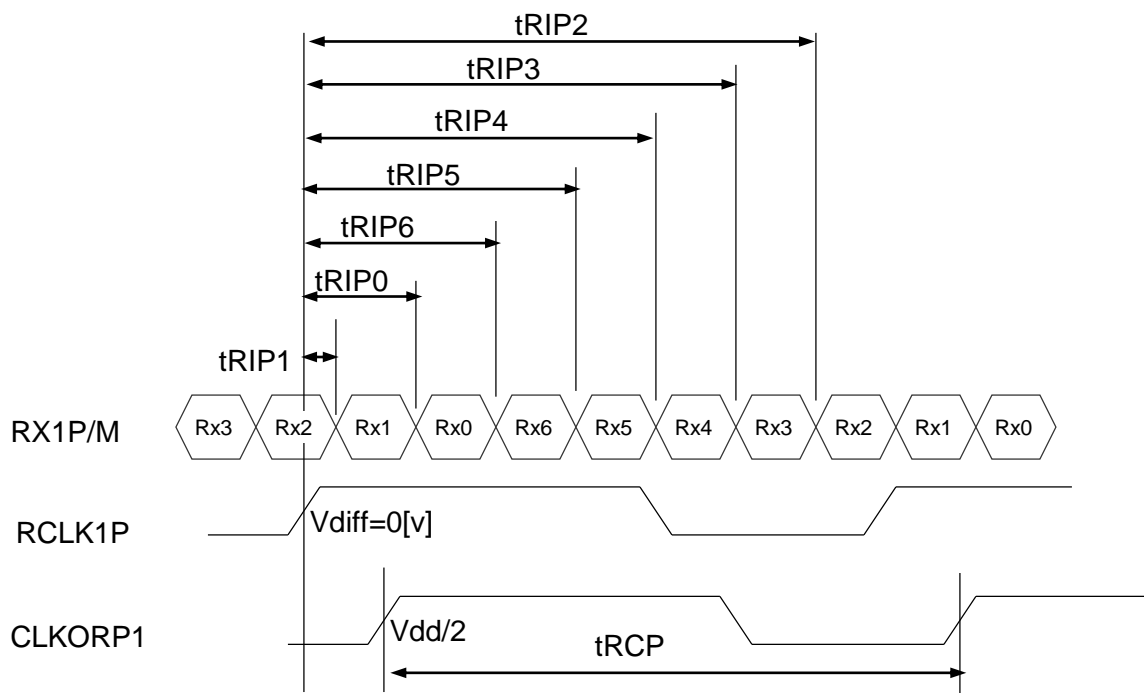 tRIP2
tRIP3
tRIP4
tRIP5
tRIP6
tRIP0
tRIP1
RX1P/M Rx3 Rx2 Rx1 Rx0 Rx6 Rx5 Rx4 Rx3 Rx2 Rx1 Rx0
RCLK1P Vdiff=0[v]
CLKORP1 Vdd/2 tRCP